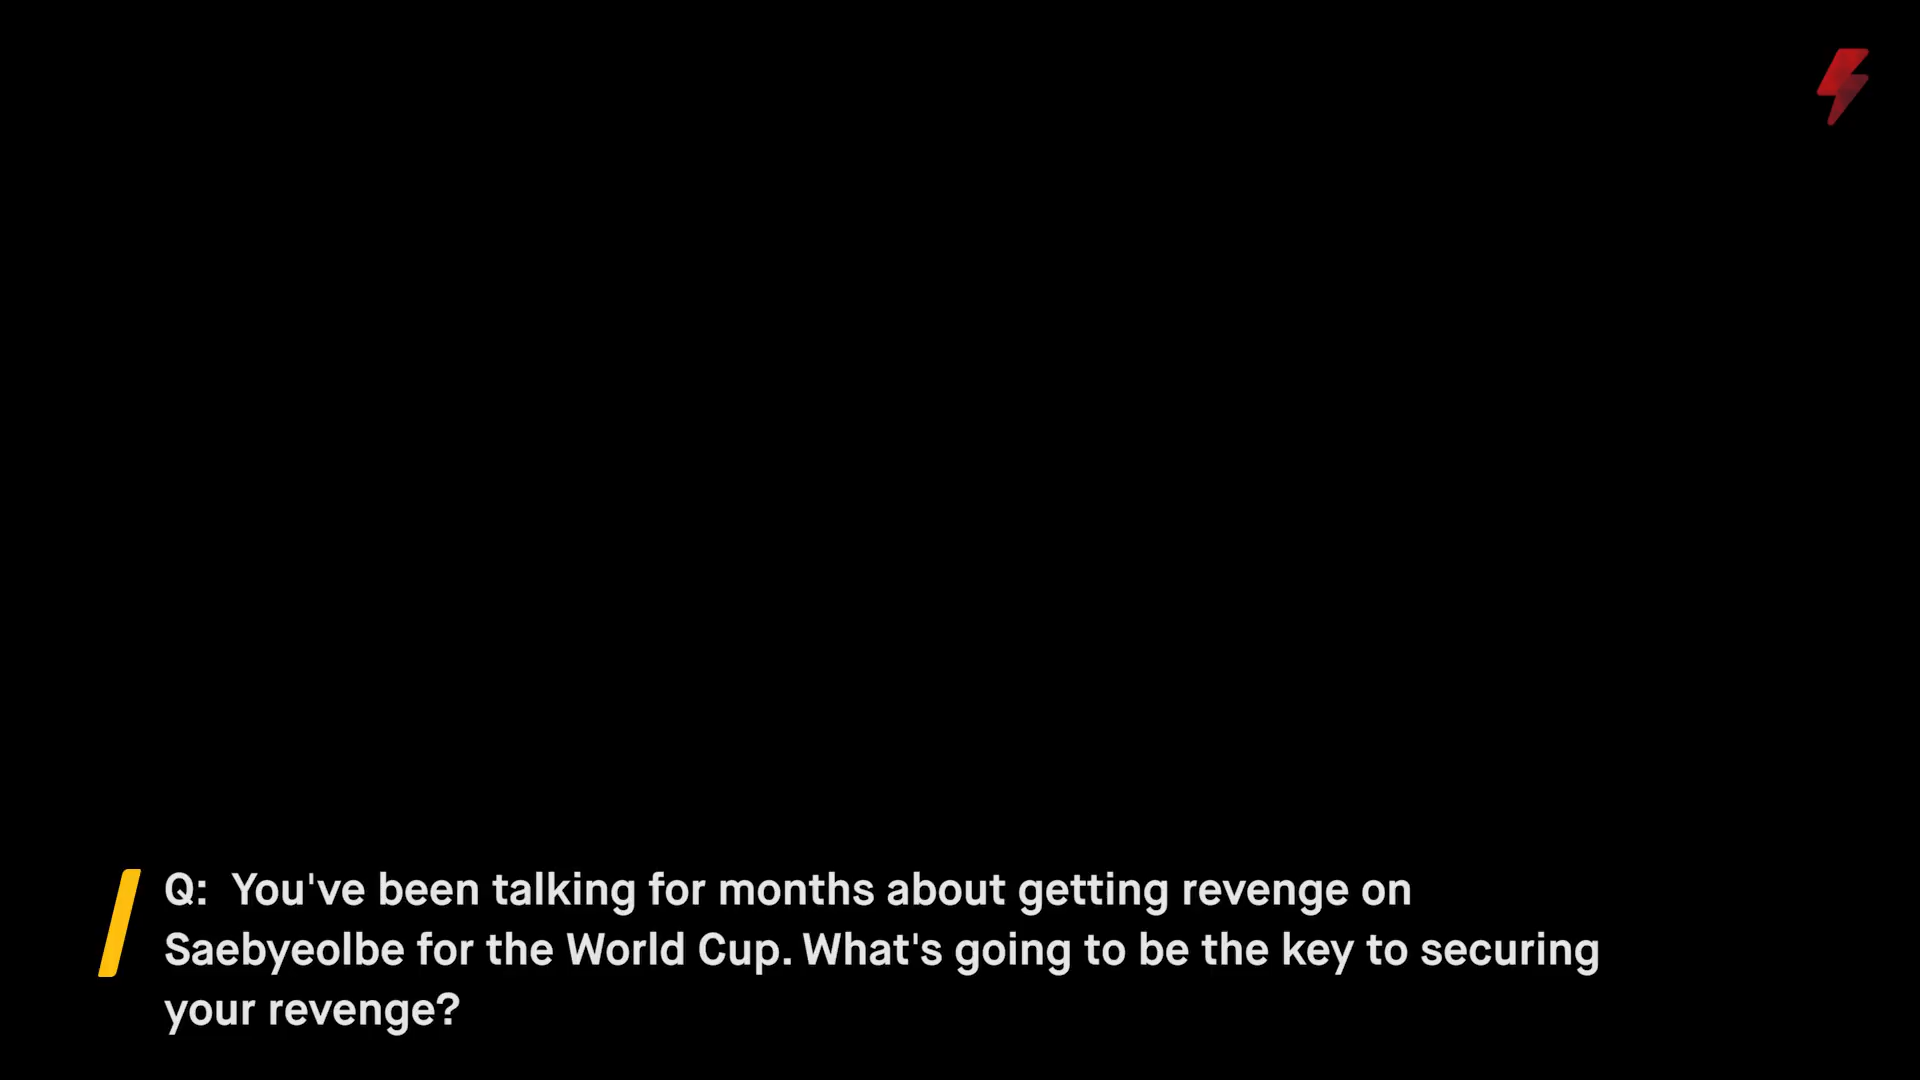 Q: You've been talking for months about getting revenge on
Saebyeolbe for the World Cup. What's going to be the key to securing
your revenge?